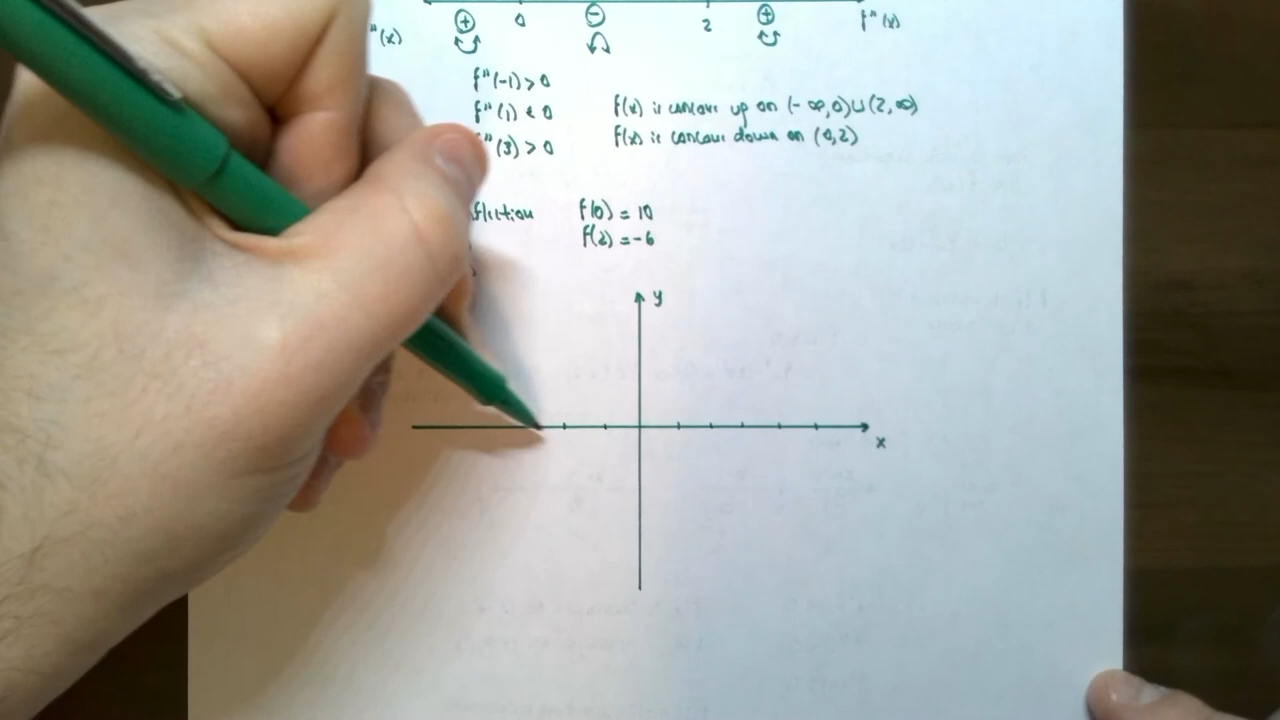 + 0 − 2 + f"(x)
"(x)
f"(-1) > 0
f"(1) < 0 f(x) is concave up on (-∞,0)∪(2,∞)
"(3) > 0 f(x) is concave down on (0,2)
flection f(0) = 10
f(2) = -6
y
x